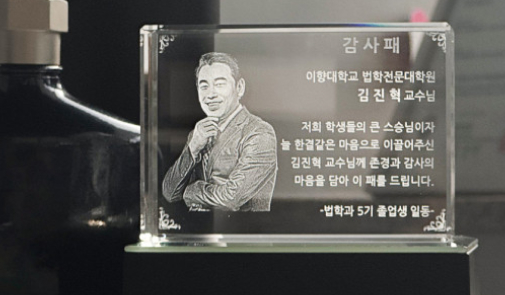 감사패
이항대학교 법학전문대학원
김진혁 교수님
저희 학생들의 큰 스승님이자
늘 한결같은 마음으로 이끌어주신
김진혁 교수님께 존경과 감사의
마음을 담아 이 패를 드립니다.
-법학과 5기 졸업생 일동-